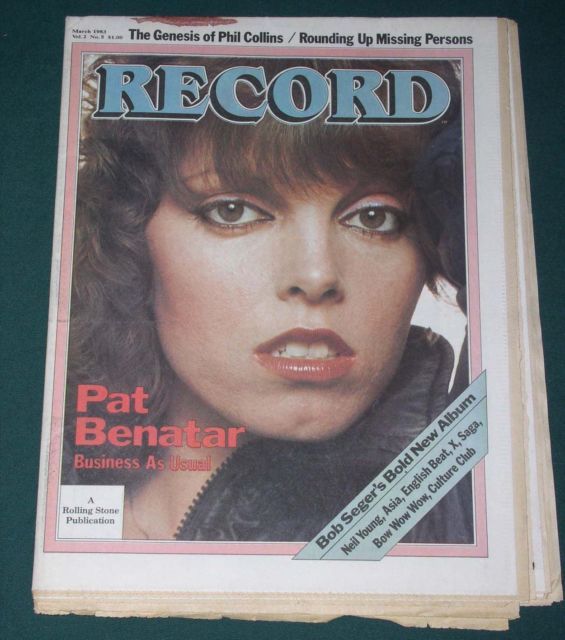 March 1983
Vol. 2 No. 5 $1.00
The Genesis of Phil Collins / Rounding Up Missing Persons
RECORD
Pat
Benatar
Business As Usual
Bob Seger's Bold New Album
Neil Young, Asia, English Beat, X, Saga,
Bow Wow Wow, Culture Club
A
Rolling Stone
Publication